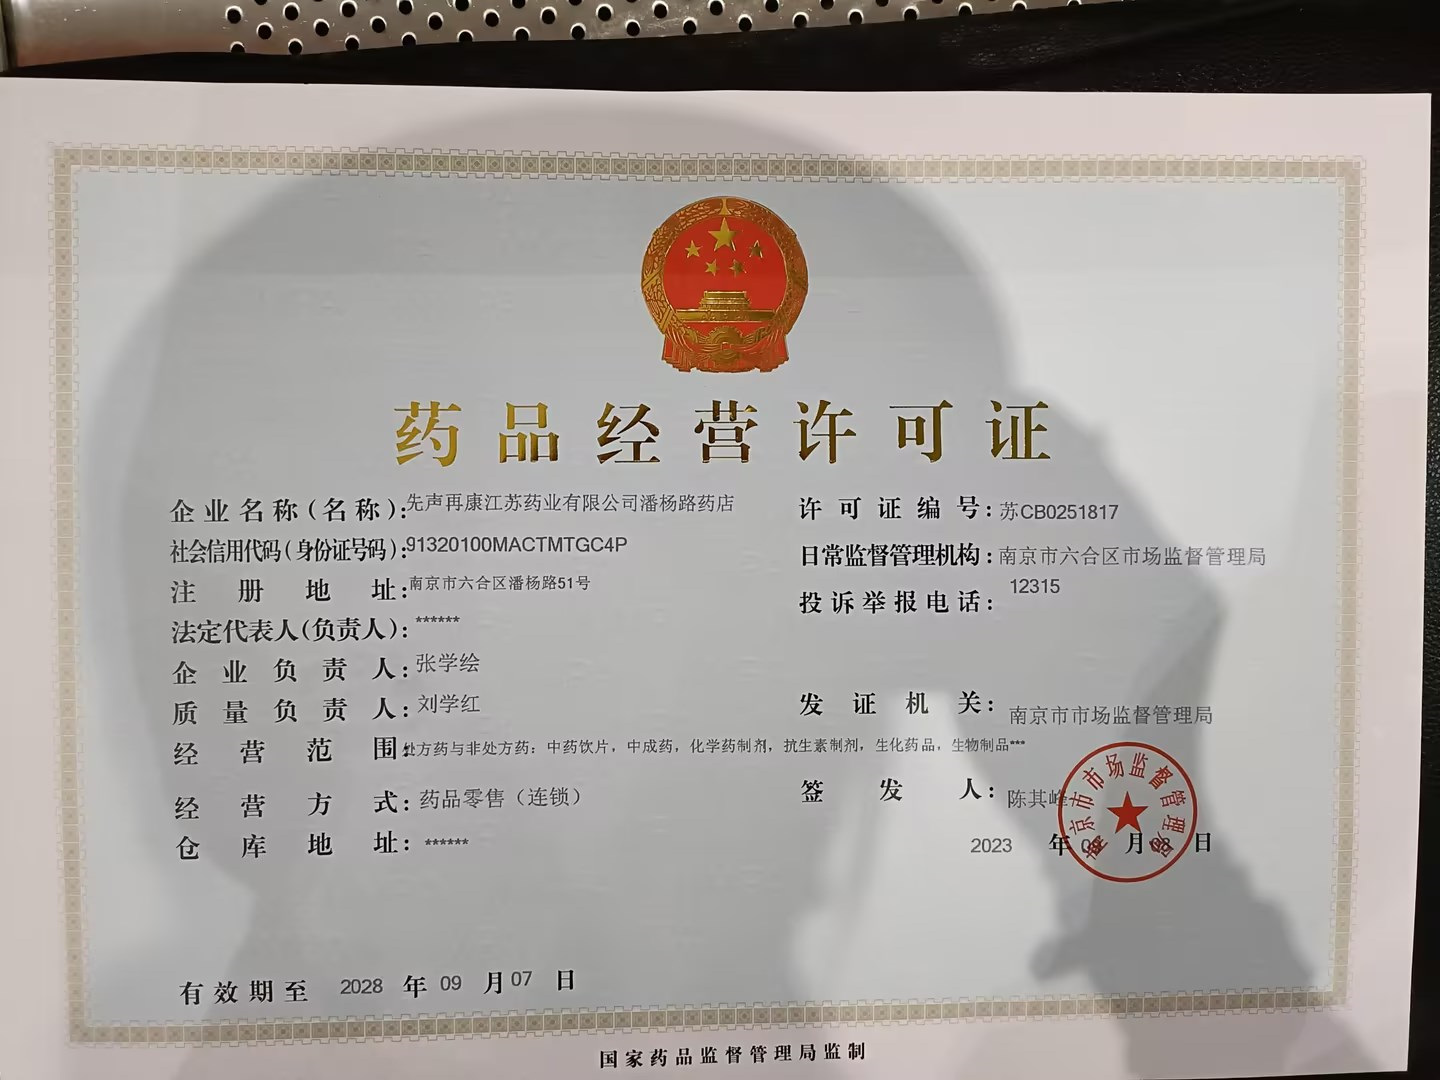 药品经营许可证
企业名称(名称):先声再康江苏药业有限公司潘杨路药店
社会信用代码(身份证号码):91320100MACTMTGC4P
注册地址:南京市六合区潘杨路51号
法定代表人(负责人):******
企业负责人:张学绘
质量负责人:刘学红
经营范围:处方药与非处方药：中药饮片，中成药，化学药制剂，抗生素制剂，生化药品，生物制品***
经营方式:药品零售（连锁）
仓库地址:******
许可证编号:苏CB0251817
日常监督管理机构:南京市六合区市场监督管理局
投诉举报电话:12315
发证机关:南京市市场监督管理局
签发人:陈其峰
2023年09月08日
南京市市场监督管理局
有效期至2028年09月07日
国家药品监督管理局监制